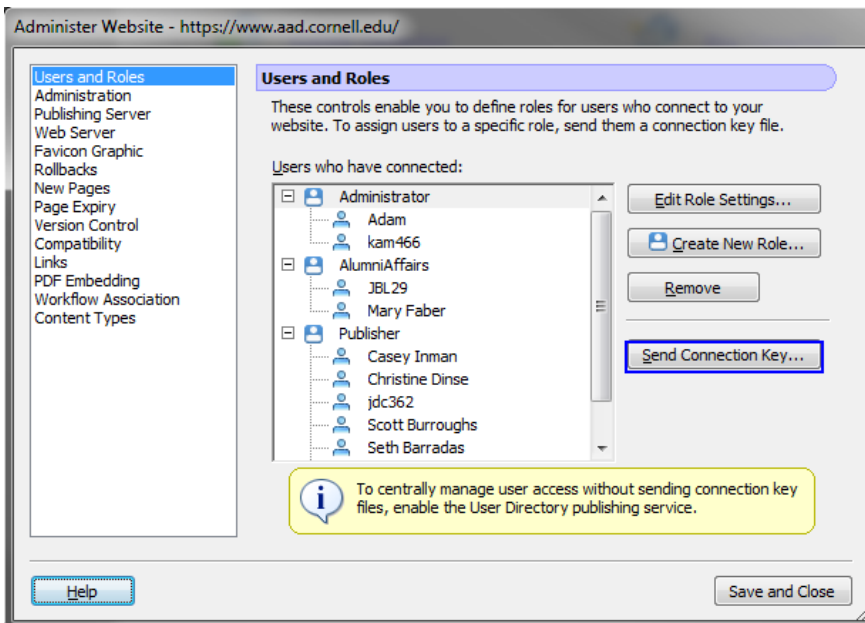 Administer Website - https://www.aad.cornell.edu/
Users and Roles
Administration
Publishing Server
Web Server
Favicon Graphic
Rollbacks
New Pages
Page Expiry
Version Control
Compatibility
Links
PDF Embedding
Workflow Association
Content Types
Users and Roles
These controls enable you to define roles for users who connect to your
website. To assign users to a specific role, send them a connection key file.
Users who have connected:
Administrator
Adam
kam466
AlumniAffairs
JBL29
Mary Faber
Publisher
Casey Inman
Christine Dinse
jdc362
Scott Burroughs
Seth Barradas
Edit Role Settings...
Create New Role...
Remove
Send Connection Key...
To centrally manage user access without sending connection key
files, enable the User Directory publishing service.
Help
Save and Close